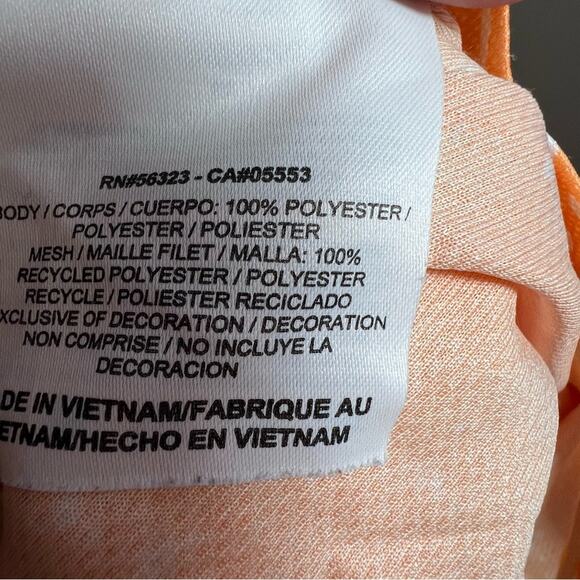 RN#56323 - CA#05553
BODY / CORPS / CUERPO: 100% POLYESTER /
POLYESTER / POLIESTER
MESH / MAILLE FILET / MALLA: 100%
RECYCLED POLYESTER / POLYESTER
RECYCLE / POLIESTER RECICLADO
EXCLUSIVE OF DECORATION / DECORATION
NON COMPRISE / NO INCLUYE LA
DECORACION
DE IN VIETNAM/FABRIQUE AU
ETNAM/HECHO EN VIETNAM